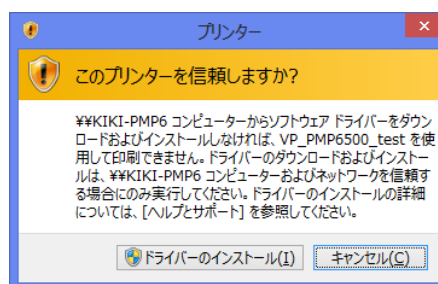 プリンター
このプリンターを信頼しますか?
¥¥KIKI-PMP6 コンピューターからソフトウェア ドライバーをダウン
ロードおよびインストールしなければ、VP_PMP6500_test を使
用して印刷できません。ドライバーのダウンロードおよびインストー
ルは、¥¥KIKI-PMP6 コンピューターおよびネットワークを信頼す
る場合にのみ実行してください。ドライバーのインストールの詳細
については、[ヘルプとサポート] を参照してください。
ドライバーのインストール(I) キャンセル(C)